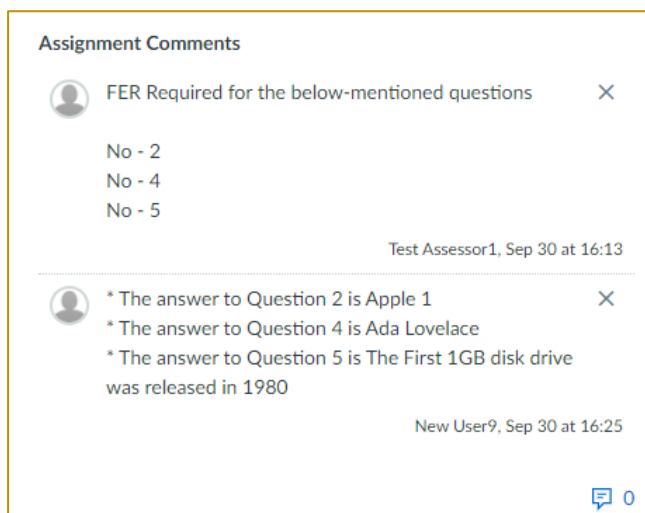 Assignment Comments
FER Required for the below-mentioned questions
No - 2
No - 4
No - 5
Test Assessor1, Sep 30 at 16:13
* The answer to Question 2 is Apple 1
* The answer to Question 4 is Ada Lovelace
* The answer to Question 5 is The First 1GB disk drive
was released in 1980
New User9, Sep 30 at 16:25
0